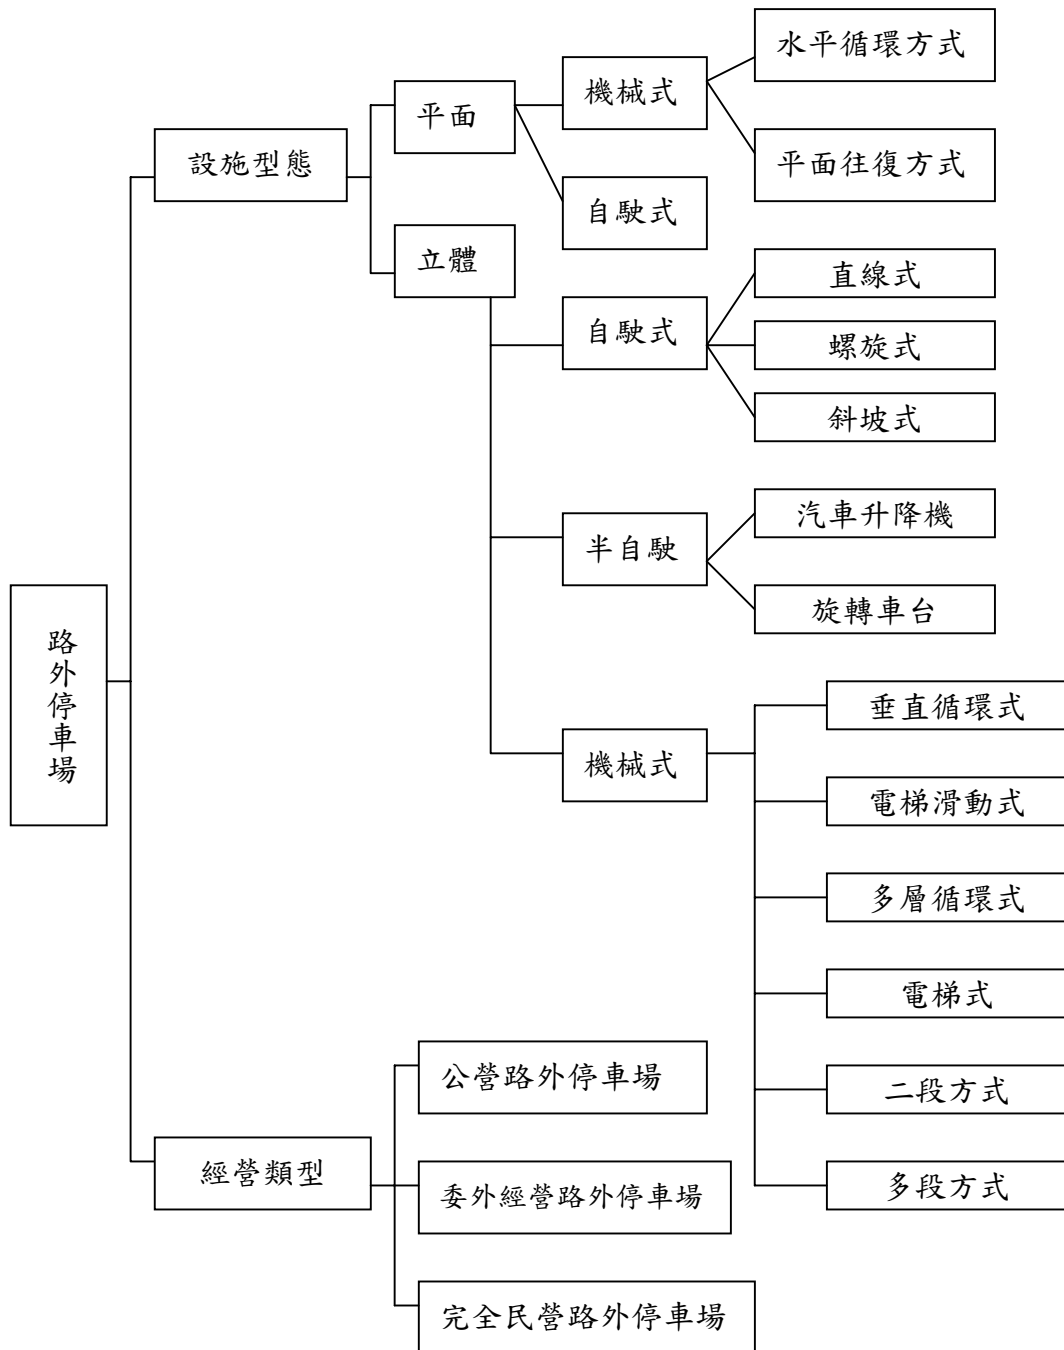 路外停車場
設施型態
平面
機械式
水平循環方式
平面往復方式
自駛式
立體
自駛式
直線式
螺旋式
斜坡式
半自駛
汽車升降機
旋轉車台
機械式
垂直循環式
電梯滑動式
多層循環式
電梯式
二段方式
多段方式
經營類型
公營路外停車場
委外經營路外停車場
完全民營路外停車場